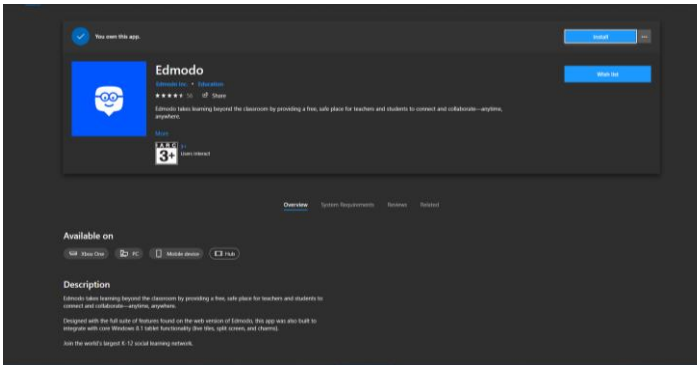 You own this app.
Install
...
Edmodo
Wish list
Edmodo Inc. • Education
Share
Edmodo takes learning beyond the classroom by providing a free, safe place for teachers and students to connect and collaborate—anytime,
anywhere.
More
IARC
3+
3+
Users Interact
Overview System Requirements Reviews Related
Available on
Xbox One PC Mobile device Hub
Description
Edmodo takes learning beyond the classroom by providing a free, safe place for teachers and students to
connect and collaborate—anytime, anywhere.
Designed with the full suite of features found on the web version of Edmodo, this app was also built to
integrate with core Windows 8.1 tablet functionality (live tiles, split screen, and charms).
Join the world's largest K-12 social learning network.